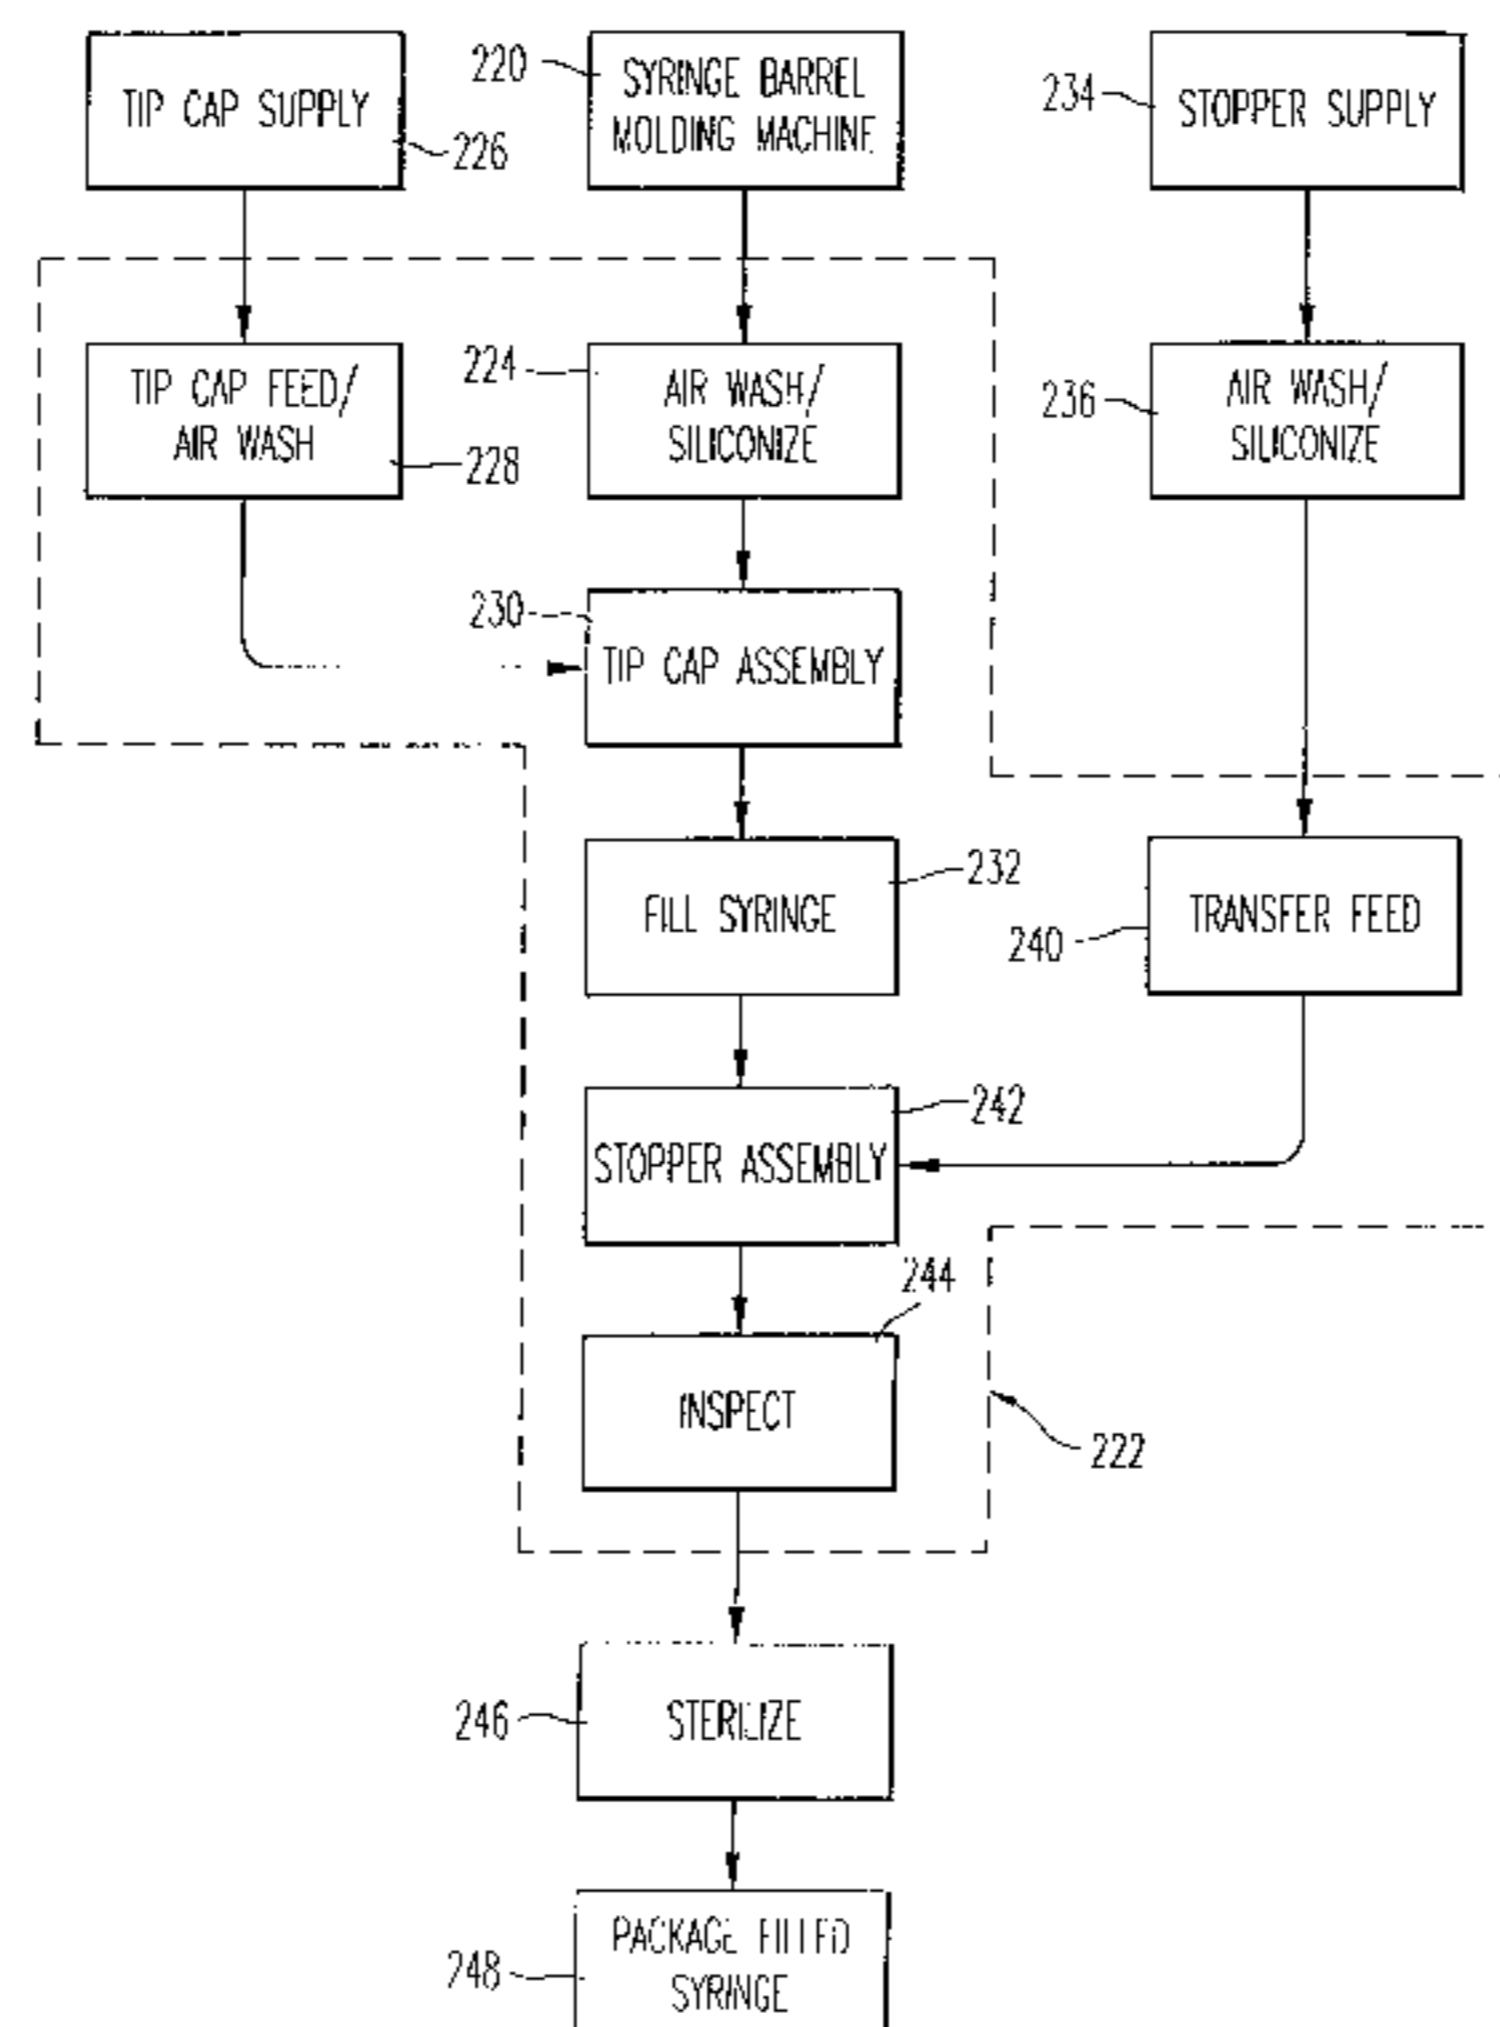 TIP CAP SUPPLY
226
220
SYRINGE BARREL
MOLDING MACHINE
234
STOPPER SUPPLY
TIP CAP FEED/
AIR WASH
228
224
AIR WASH/
SILICONIZE
236
AIR WASH/
SILICONIZE
230
TIP CAP ASSEMBLY
232
FILL SYRINGE
240
TRANSFER FEED
242
STOPPER ASSEMBLY
244
INSPECT
222
246
STERILIZE
248
PACKAGE FILLED
SYRINGE